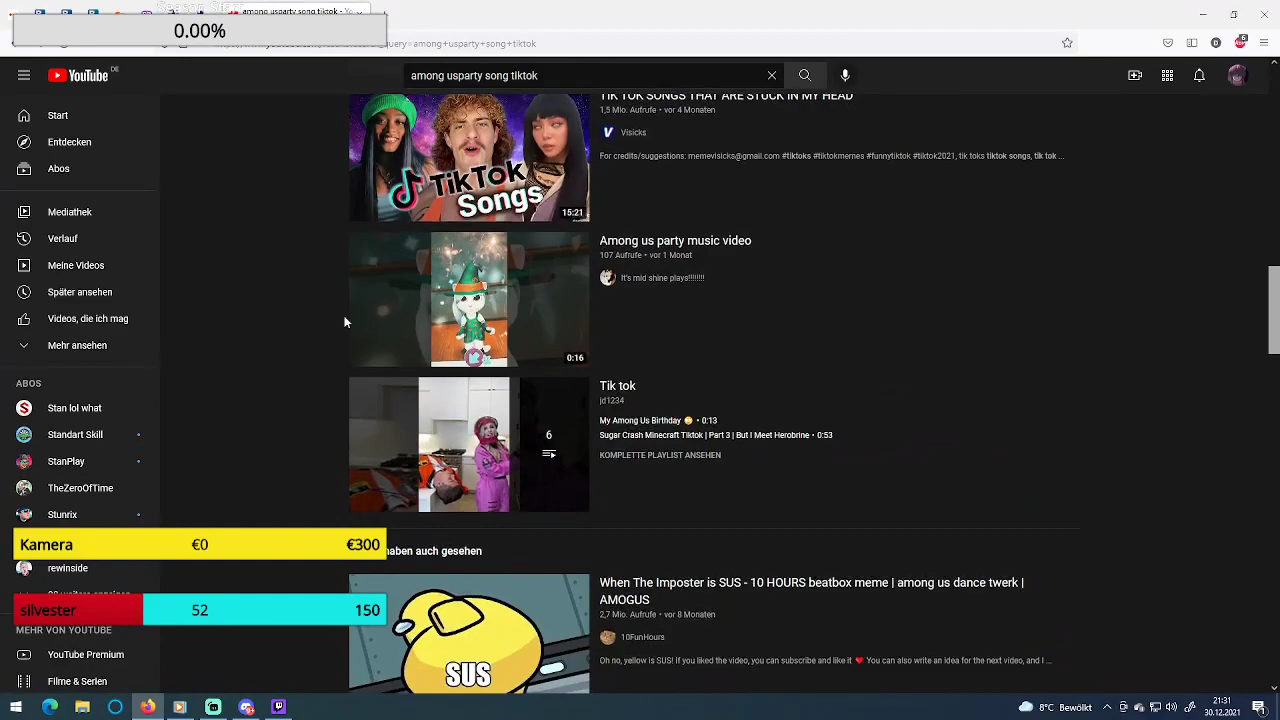 0.00%
among+usparty+song+tiktok
YouTube DE
among usparty song tiktok
Start
Entdecken
Abos
Mediathek
Verlauf
Meine Videos
Später ansehen
Videos, die ich mag
Mehr ansehen
ABOS
Stan lol what
Standart Skill
StanPlay
TheZeroOfTime
Stunrix
rewinside
MEHR VON YOUTUBE
YouTube Premium
Filme & Serien
Kamera €0 €300
silvester 52 150
TIK TOK SONGS THAT ARE STUCK IN MY HEAD
1,5 Mio. Aufrufe • vor 4 Monaten
Visicks
For credits/suggestions: memevisicks@gmail.com #tiktoks #tiktokmemes #funnytiktok #tiktok2021, tik toks tiktok songs, tik tok ...
TikTok
Songs
15:21
Among us party music video
107 Aufrufe • vor 1 Monat
It's mld shine plays!!!!!!!!
0:16
Tik tok
jd1234
My Among Us Birthday 😳 • 0:13
Sugar Crash Minecraft Tiktok | Part 3 | But I Meet Herobrine • 0:53
KOMPLETTE PLAYLIST ANSEHEN
6
haben auch gesehen
When The Imposter is SUS - 10 HOURS beatbox meme | among us dance twerk |
AMOGUS
2,7 Mio. Aufrufe • vor 8 Monaten
10FunHours
Oh no, yellow is SUS! If you liked the video, you can subscribe and like it ❤️ You can also write an idea for the next video, and I ...
SUS
5°C Bewölkt
21:31
30.12.2021